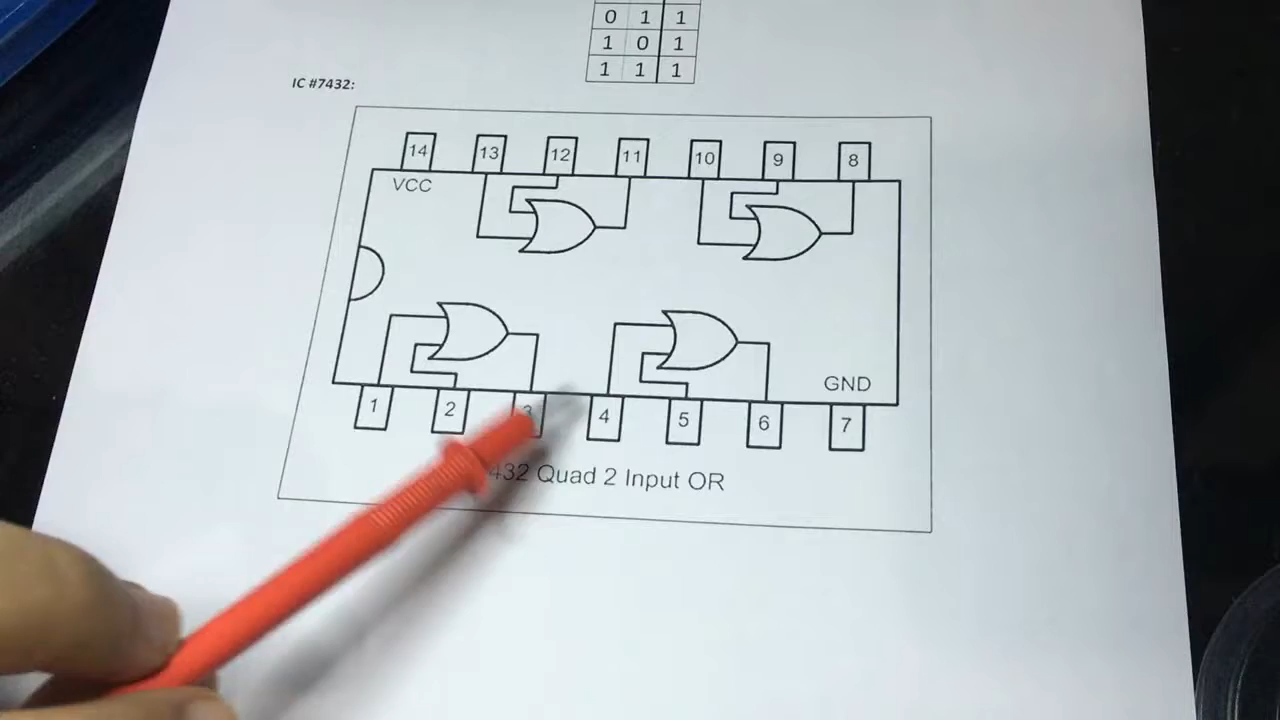 0 1 1
1 0 1
1 1 1
IC #7432:
14 13 12 11 10 9 8
VCC
GND
1 2 3 4 5 6 7
432 Quad 2 Input OR